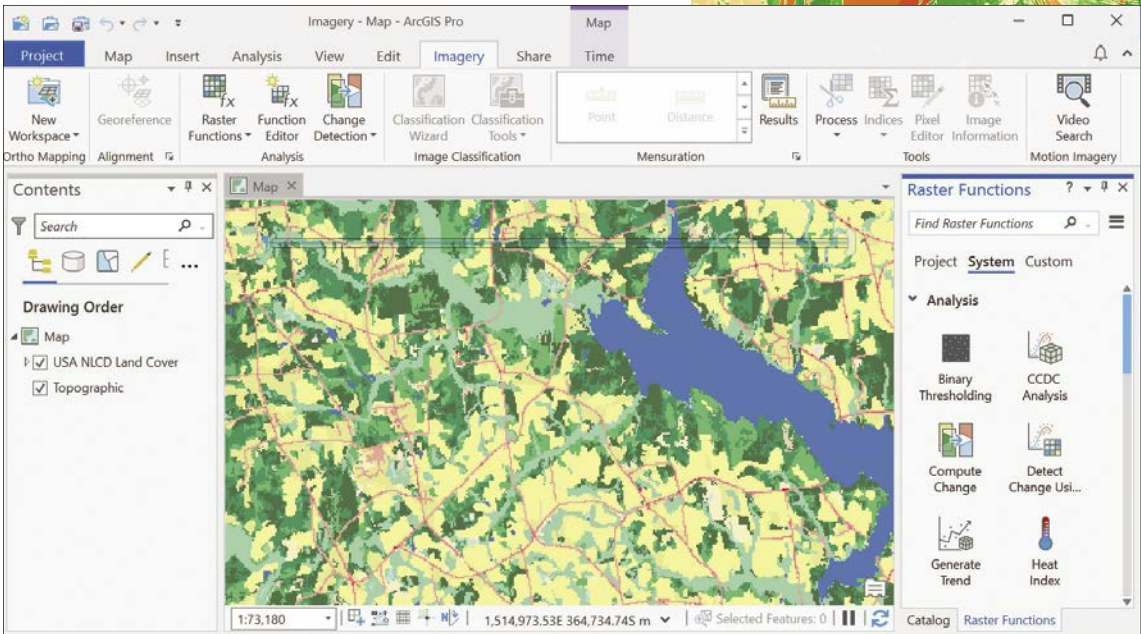 Imagery - Map - ArcGIS Pro
Map
Project Map Insert Analysis View Edit Imagery Share Time
New Workspace
Georeference
Raster Functions
Function Editor
Change Detection
Classification Wizard
Classification Tools
Point
Distance
Results
Process
Indices
Pixel Editor
Image Information
Video Search
Ortho Mapping
Alignment
Analysis
Image Classification
Mensuration
Tools
Motion Imagery
Contents
Search
Drawing Order
Map
USA NLCD Land Cover
Topographic
Map
1:73,180
1,514,973.53E 364,734.74S m
Selected Features: 0
Raster Functions
Find Raster Functions
Project System Custom
Analysis
Binary Thresholding
CCDC Analysis
Compute Change
Detect Change Usi...
Generate Trend
Heat Index
Catalog Raster Functions